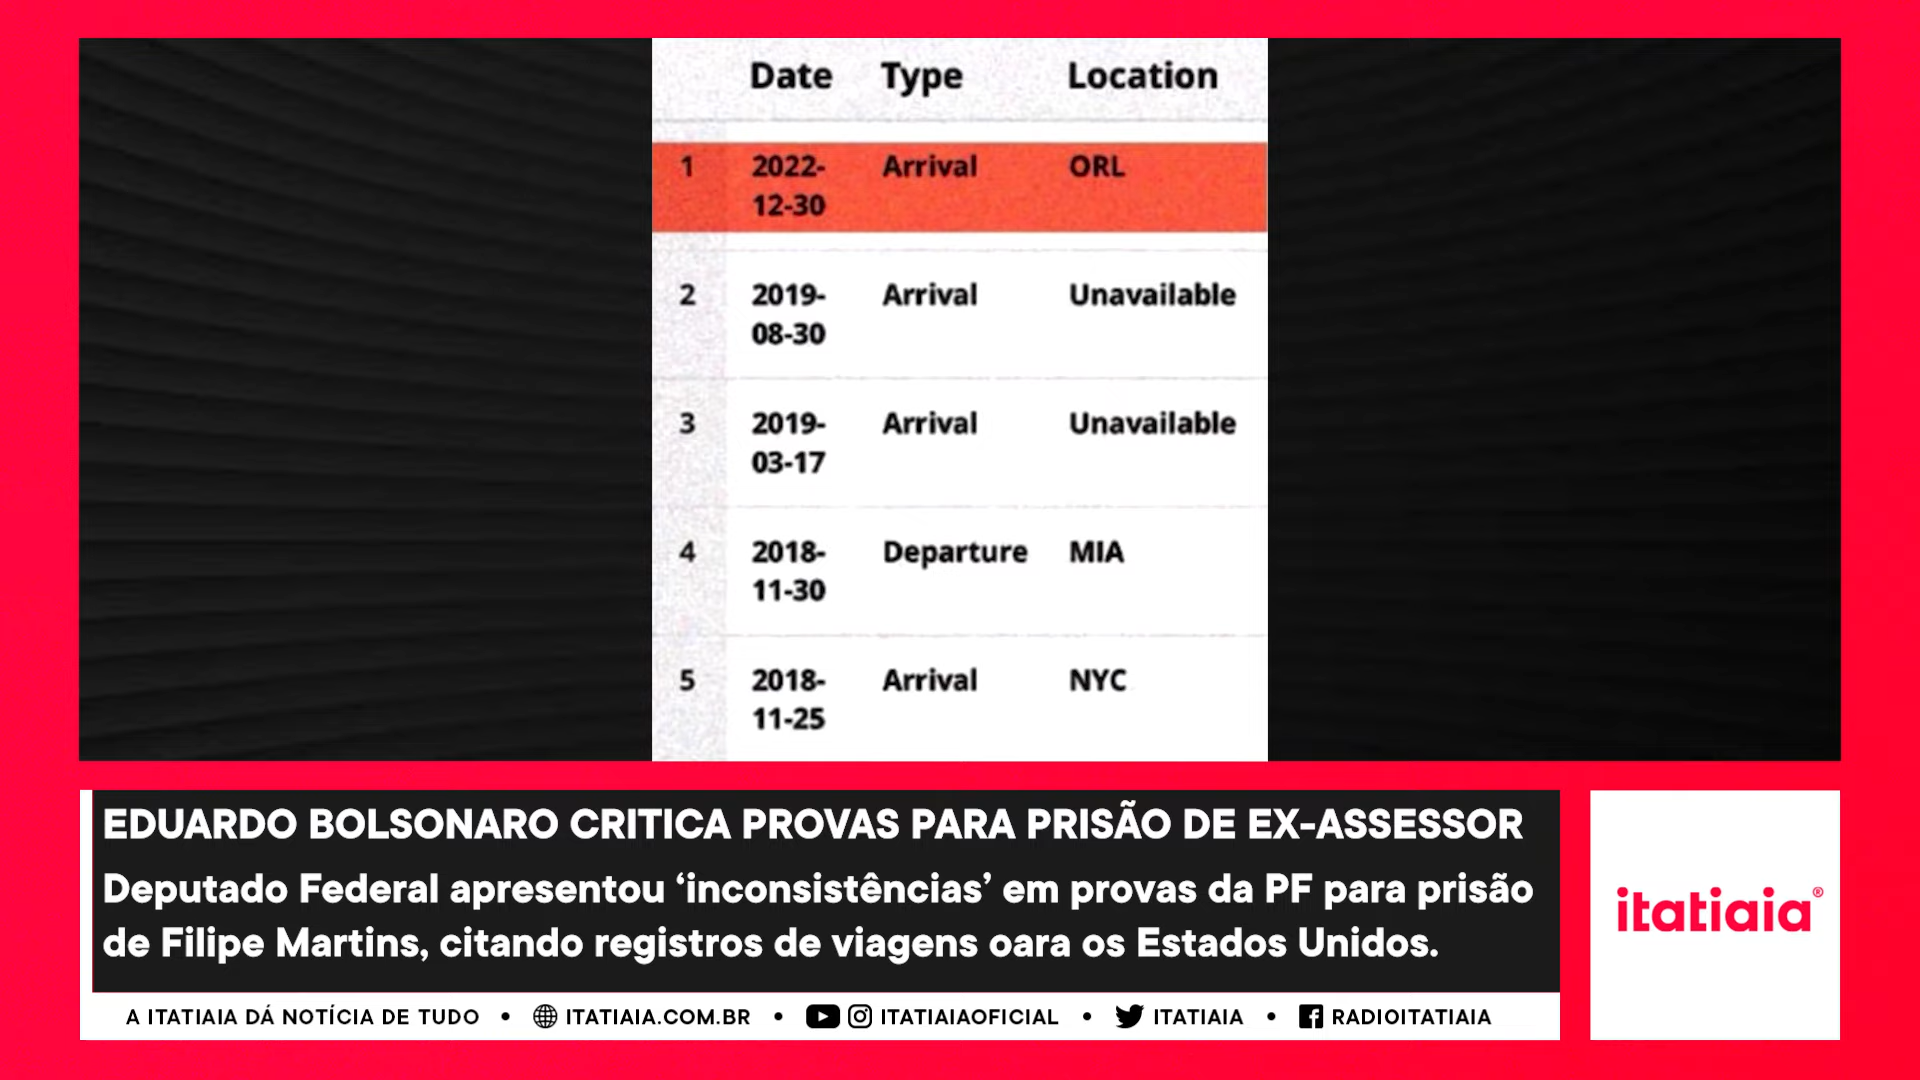 Date Type Location
1 2022- Arrival ORL
12-30
2 2019- Arrival Unavailable
08-30
3 2019- Arrival Unavailable
03-17
4 2018- Departure MIA
11-30
5 2018- Arrival NYC
11-25
EDUARDO BOLSONARO CRITICA PROVAS PARA PRISÃO DE EX-ASSESSOR
Deputado Federal apresentou ‘inconsistências’ em provas da PF para prisão
de Filipe Martins, citando registros de viagens oara os Estados Unidos.
itatiaia®
A ITATIAIA DÁ NOTÍCIA DE TUDO • ITATIAIA.COM.BR • ITATIAIAOFICIAL • ITATIAIA • RADIOITATIAIA